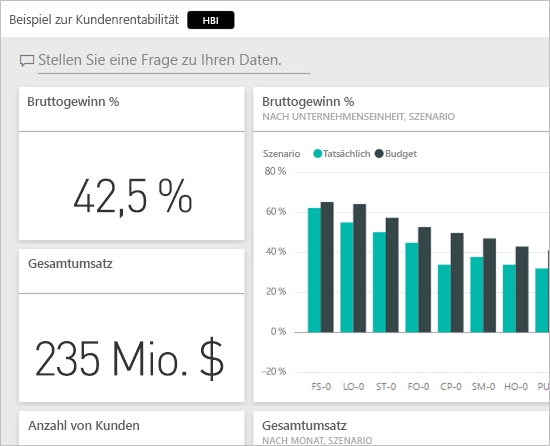 Beispiel zur Kundenrentabilität HBI
Stellen Sie eine Frage zu Ihren Daten.
Bruttogewinn %
42,5 %
Gesamtumsatz
235 Mio. $
Anzahl von Kunden
Bruttogewinn %
NACH UNTERNEHMENSEINHEIT, SZENARIO
Szenario Tatsächlich Budget
80 %
60 %
40 %
20 %
0 %
–20 %
FS-0 LO-0 ST-0 FO-0 CP-0 SM-0 HO-0 PU
Gesamtumsatz
NACH MONAT, SZENARIO